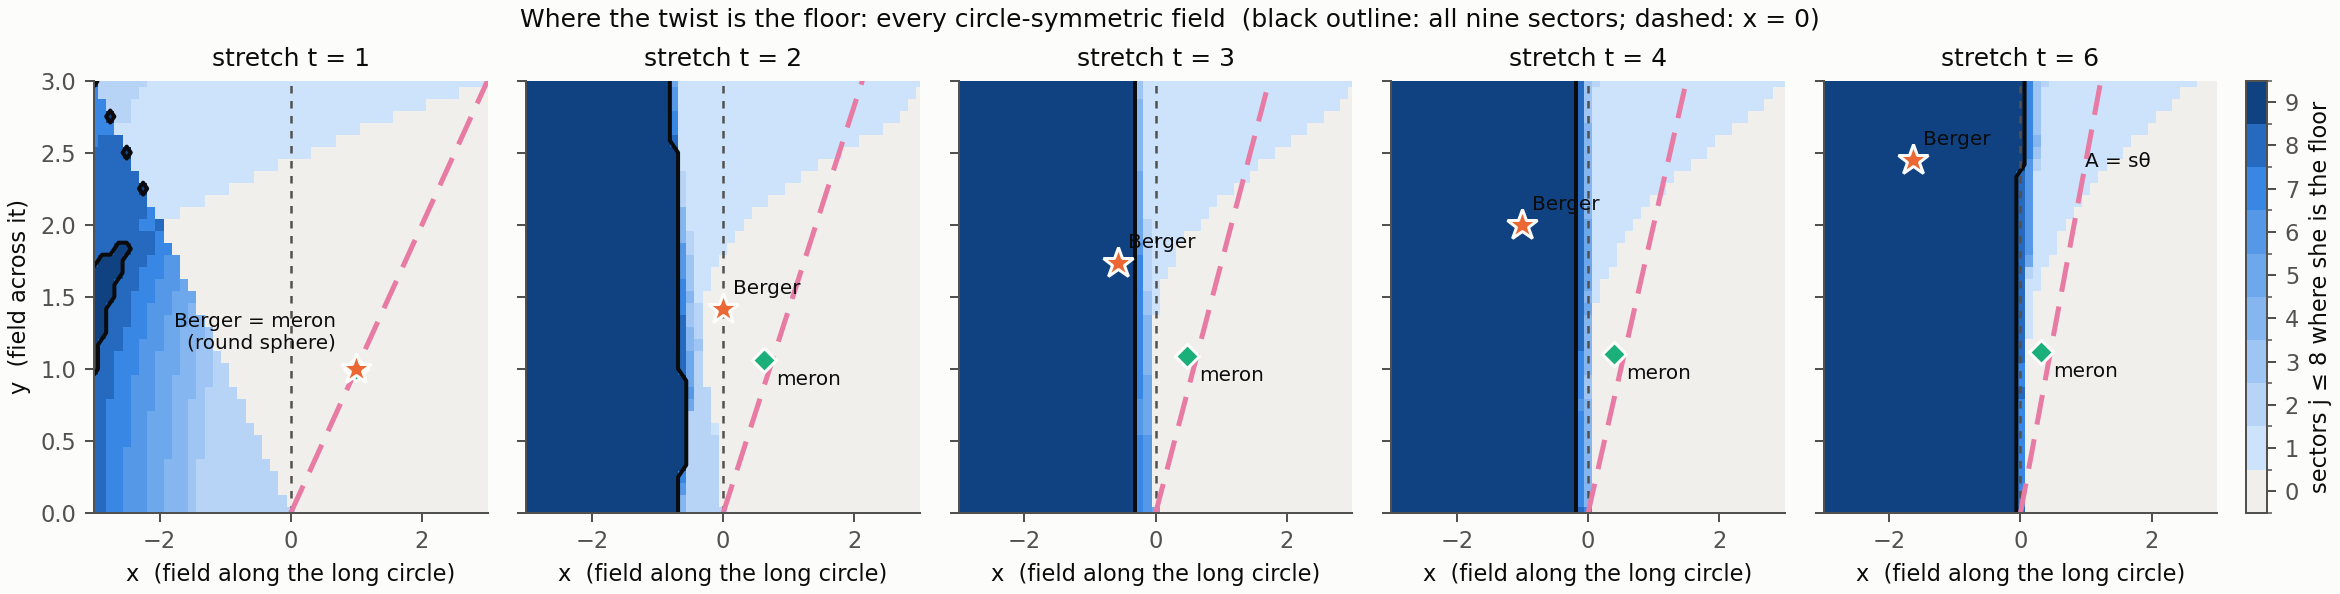 Where the twist is the floor: every circle-symmetric field  (black outline: all nine sectors; dashed: x = 0)
stretch t = 1
stretch t = 2
stretch t = 3
stretch t = 4
stretch t = 6
y  (field across it)
3.0
2.5
2.0
1.5
1.0
0.5
0.0
Berger = meron
(round sphere)
−2
0
2
x  (field along the long circle)
Berger
meron
−2
0
2
x  (field along the long circle)
Berger
meron
−2
0
2
x  (field along the long circle)
Berger
meron
−2
0
2
x  (field along the long circle)
Berger
A = sθ
meron
−2
0
2
x  (field along the long circle)
9
8
7
6
5
4
3
2
1
0
sectors j ≤ 8 where she is the floor